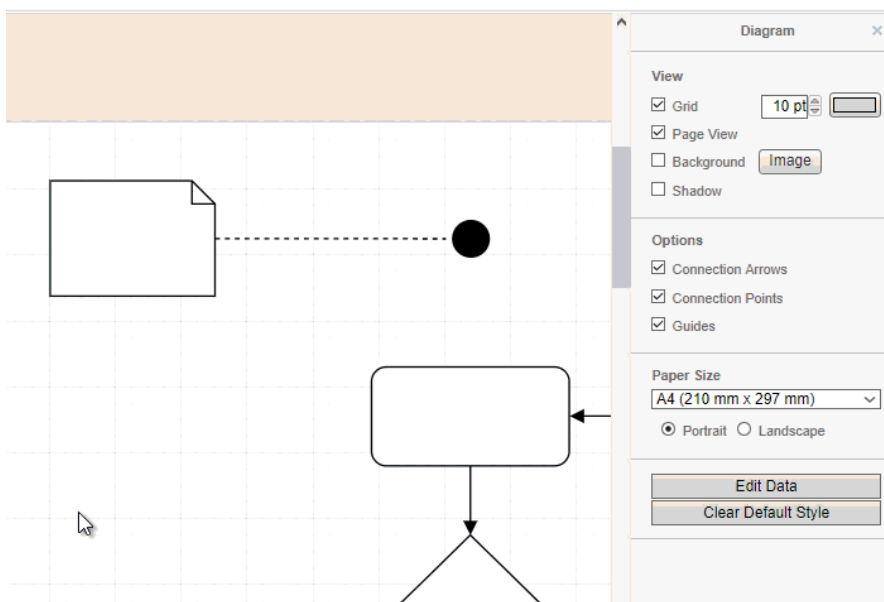 Diagram
View
Grid 10 pt
Page View
Background Image
Shadow
Options
Connection Arrows
Connection Points
Guides
Paper Size
A4 (210 mm x 297 mm)
Portrait Landscape
Edit Data
Clear Default Style